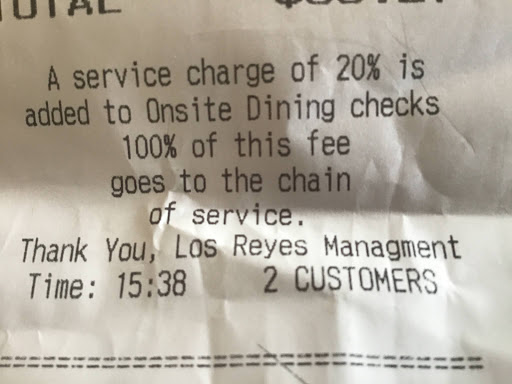 TOTAL
A service charge of 20% is
added to Onsite Dining checks
100% of this fee
goes to the chain
of service.
Thank You, Los Reyes Managment
Time: 15:38 2 CUSTOMERS